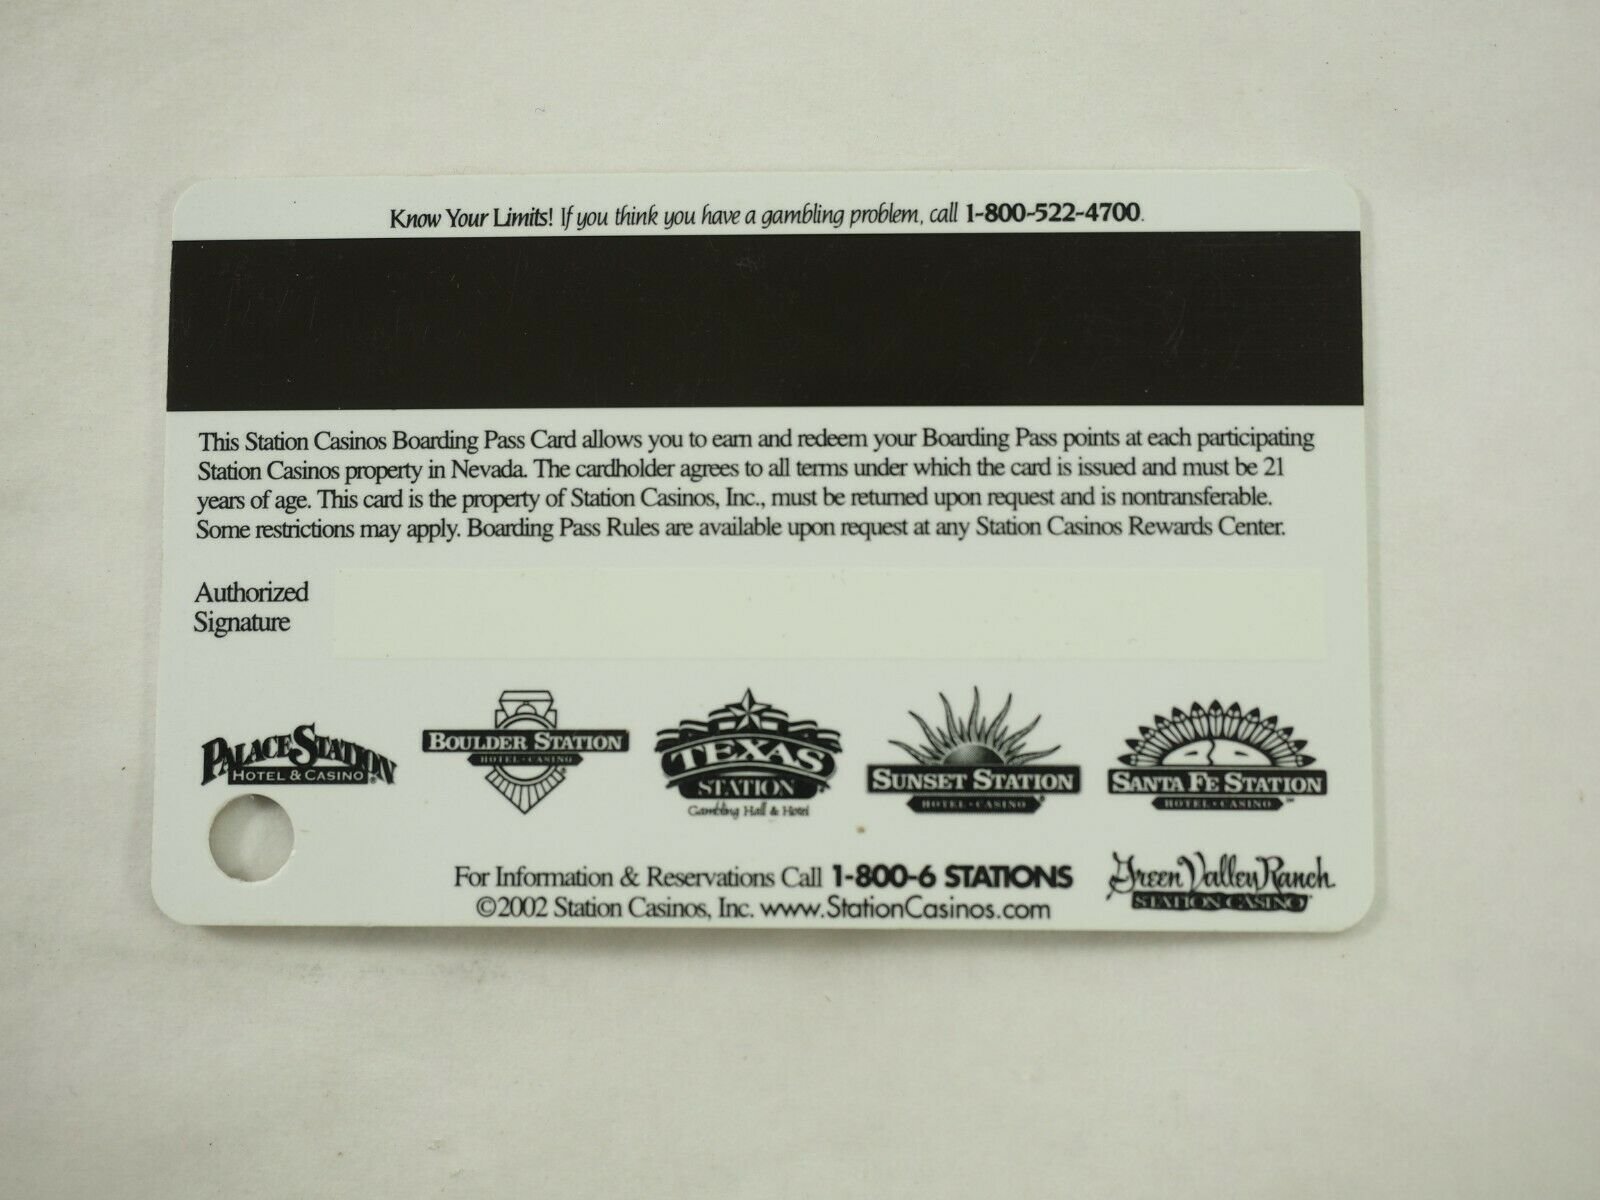 Know Your Limits! If you think you have a gambling problem, call 1-800-522-4700.
This Station Casinos Boarding Pass Card allows you to earn and redeem your Boarding Pass points at each participating
Station Casinos property in Nevada. The cardholder agrees to all terms under which the card is issued and must be 21
years of age. This card is the property of Station Casinos, Inc., must be returned upon request and is nontransferable.
Some restrictions may apply. Boarding Pass Rules are available upon request at any Station Casinos Rewards Center.
Authorized
Signature
PALACE STATION
HOTEL & CASINO
BOULDER STATION
HOTEL • CASINO
TEXAS
STATION
Gambling Hall & Hotel
SUNSET STATION
HOTEL • CASINO
SANTA FE STATION
HOTEL • CASINO
For Information & Reservations Call 1-800-6 STATIONS
©2002 Station Casinos, Inc. www.StationCasinos.com
Green Valley Ranch
STATION CASINO